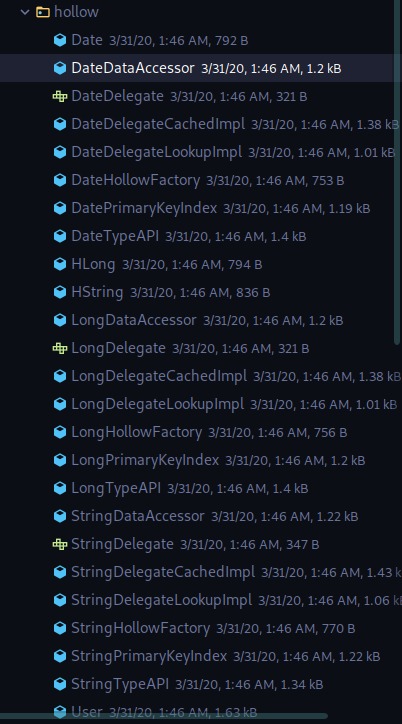 hollow
Date 3/31/20, 1:46 AM, 792 B
DateDataAccessor 3/31/20, 1:46 AM, 1.2 kB
DateDelegate 3/31/20, 1:46 AM, 321 B
DateDelegateCachedImpl 3/31/20, 1:46 AM, 1.38 kB
DateDelegateLookupImpl 3/31/20, 1:46 AM, 1.01 kB
DateHollowFactory 3/31/20, 1:46 AM, 753 B
DatePrimaryKeyIndex 3/31/20, 1:46 AM, 1.19 kB
DateTypeAPI 3/31/20, 1:46 AM, 1.4 kB
HLong 3/31/20, 1:46 AM, 794 B
HString 3/31/20, 1:46 AM, 836 B
LongDataAccessor 3/31/20, 1:46 AM, 1.2 kB
LongDelegate 3/31/20, 1:46 AM, 321 B
LongDelegateCachedImpl 3/31/20, 1:46 AM, 1.38 kB
LongDelegateLookupImpl 3/31/20, 1:46 AM, 1.01 kB
LongHollowFactory 3/31/20, 1:46 AM, 756 B
LongPrimaryKeyIndex 3/31/20, 1:46 AM, 1.2 kB
LongTypeAPI 3/31/20, 1:46 AM, 1.4 kB
StringDataAccessor 3/31/20, 1:46 AM, 1.22 kB
StringDelegate 3/31/20, 1:46 AM, 347 B
StringDelegateCachedImpl 3/31/20, 1:46 AM, 1.43 k
StringDelegateLookupImpl 3/31/20, 1:46 AM, 1.06 k
StringHollowFactory 3/31/20, 1:46 AM, 770 B
StringPrimaryKeyIndex 3/31/20, 1:46 AM, 1.22 kB
StringTypeAPI 3/31/20, 1:46 AM, 1.34 kB
User 3/31/20, 1:46 AM, 1.63 kB